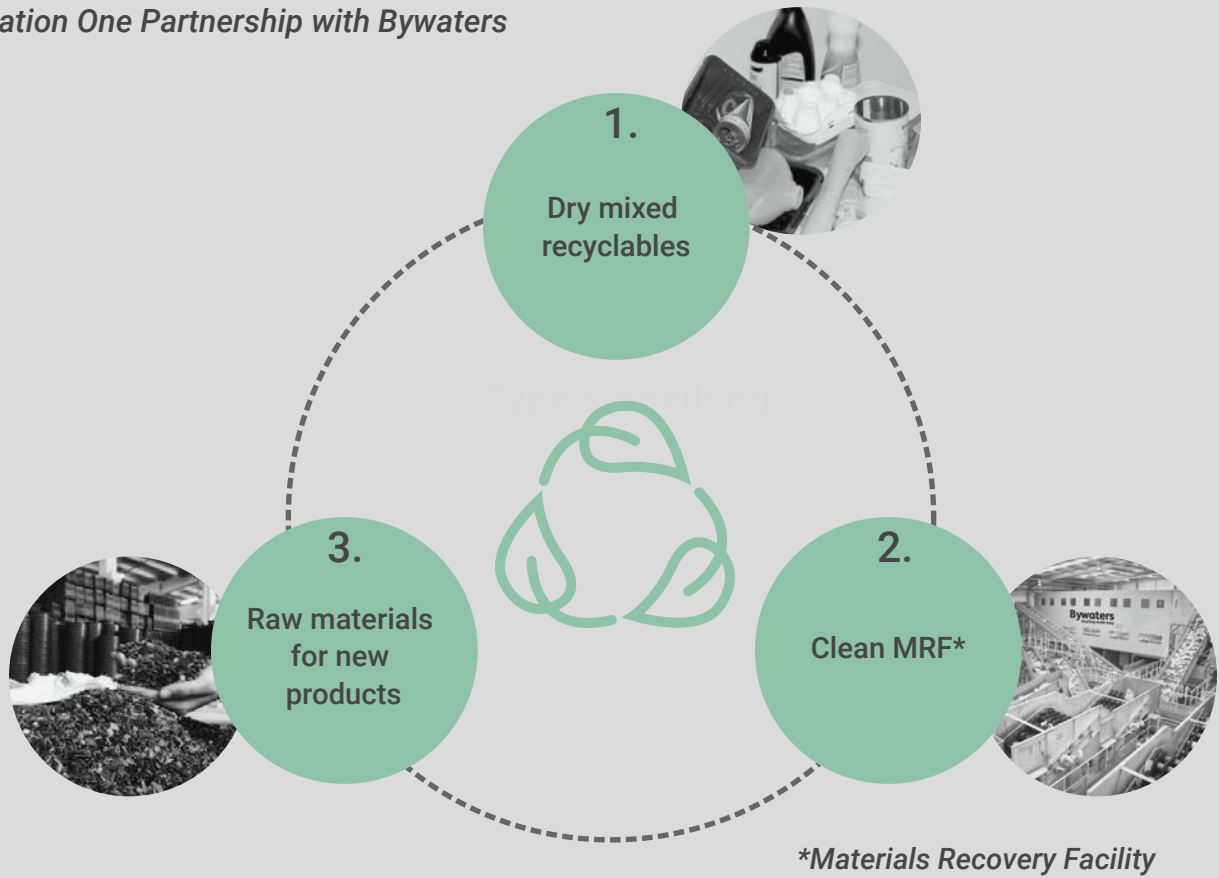 ation One Partnership with Bywaters
1.
Dry mixed
recyclables
2.
Clean MRF*
Bywaters
3.
Raw materials
for new
products
*Materials Recovery Facility